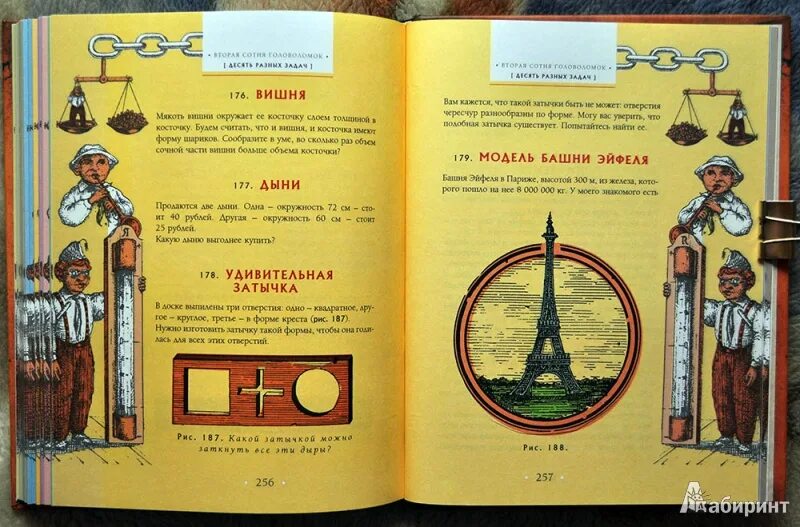 ВТОРАЯ СОТНЯ ГОЛОВОЛОМОК
[ ДЕСЯТЬ РАЗНЫХ ЗАДАЧ ]
176. ВИШНЯ
Мякоть вишни окружает ее косточку слоем толщиной в
косточку. Будем считать, что и вишня, и косточка имеют
форму шариков. Сообразите в уме, во сколько раз объем
сочной части вишни больше объема косточки?
177. ДЫНИ
Продаются две дыни. Одна – окружность 72 см – сто-
ит 40 рублей. Другая – окружность 60 см – стоит
25 рублей.
Какую дыню выгоднее купить?
178. УДИВИТЕЛЬНАЯ
ЗАТЫЧКА
В доске выпилены три отверстия: одно – квадратное, дру-
гое – круглое, третье – в форме креста (рис. 187).
Нужно изготовить затычку такой формы, чтобы она годи-
лась для всех этих отверстий.
Рис. 187. Какой затычкой можно
заткнуть все эти дыры?
256
ВТОРАЯ СОТНЯ ГОЛОВОЛОМОК
[ ДЕСЯТЬ РАЗНЫХ ЗАДАЧ ]
Вам кажется, что такой затычки быть не может: отверстия
чересчур разнообразны по форме. Могу вас уверить, что
подобная затычка существует. Попытайтесь найти ее.
179. МОДЕЛЬ БАШНИ ЭЙФЕЛЯ
Башня Эйфеля в Париже, высотой 300 м, из железа, кото-
рого пошло на нее 8 000 000 кг. У моего знакомого есть
Рис. 188.
257
Лабиринт